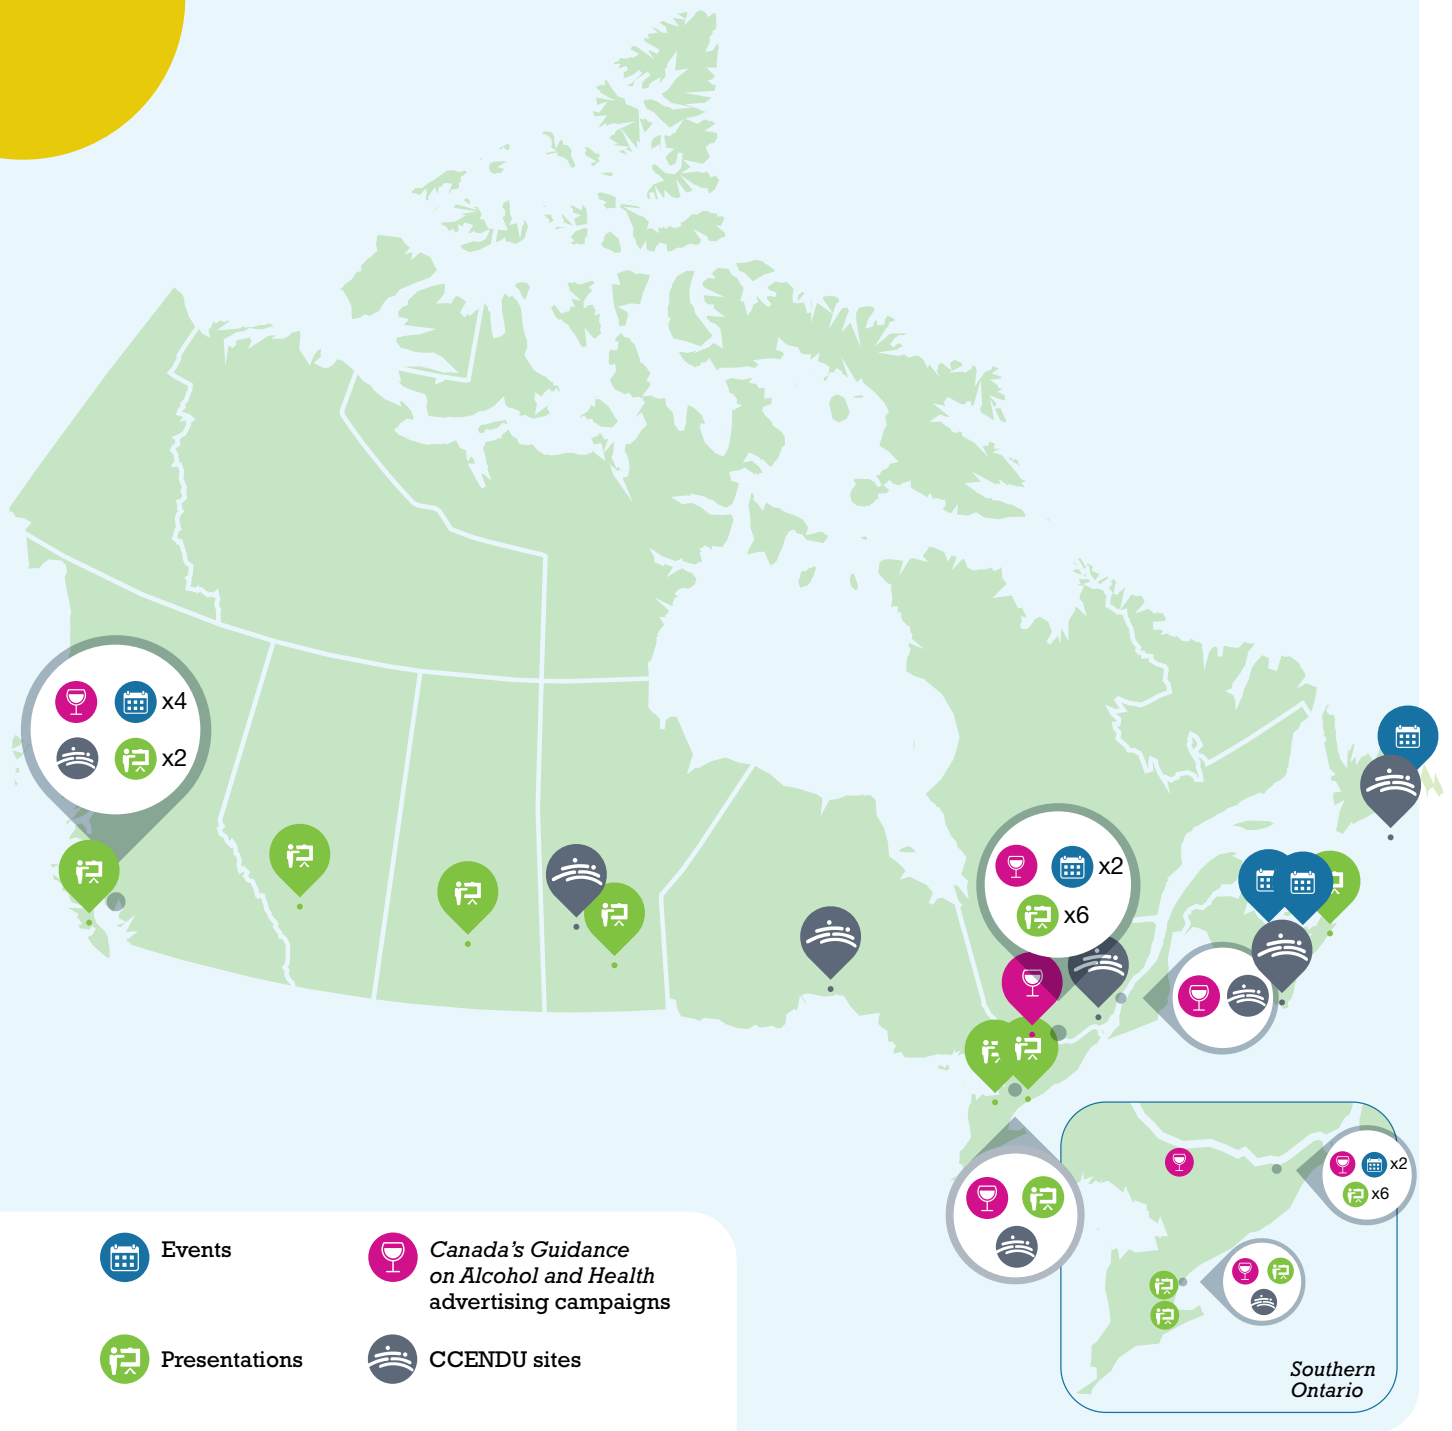 x4
x2
x2
x6
x2
x6
Events
Canada's Guidance
on Alcohol and Health
advertising campaigns
Presentations
CCENDU sites
Southern
Ontario